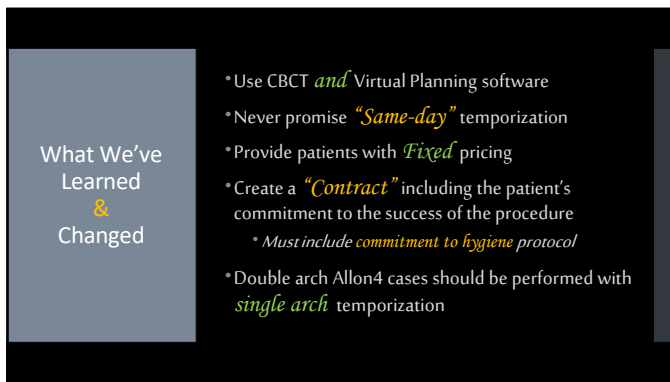 What We've
Learned
&
Changed
•Use CBCT and Virtual Planning software
•Never promise “Same-day” temporization
•Provide patients with Fixed pricing
•Create a “Contract” including the patient's
commitment to the success of the procedure
•Must include commitment to hygiene protocol
•Double arch Allon4 cases should be performed with
single arch temporization